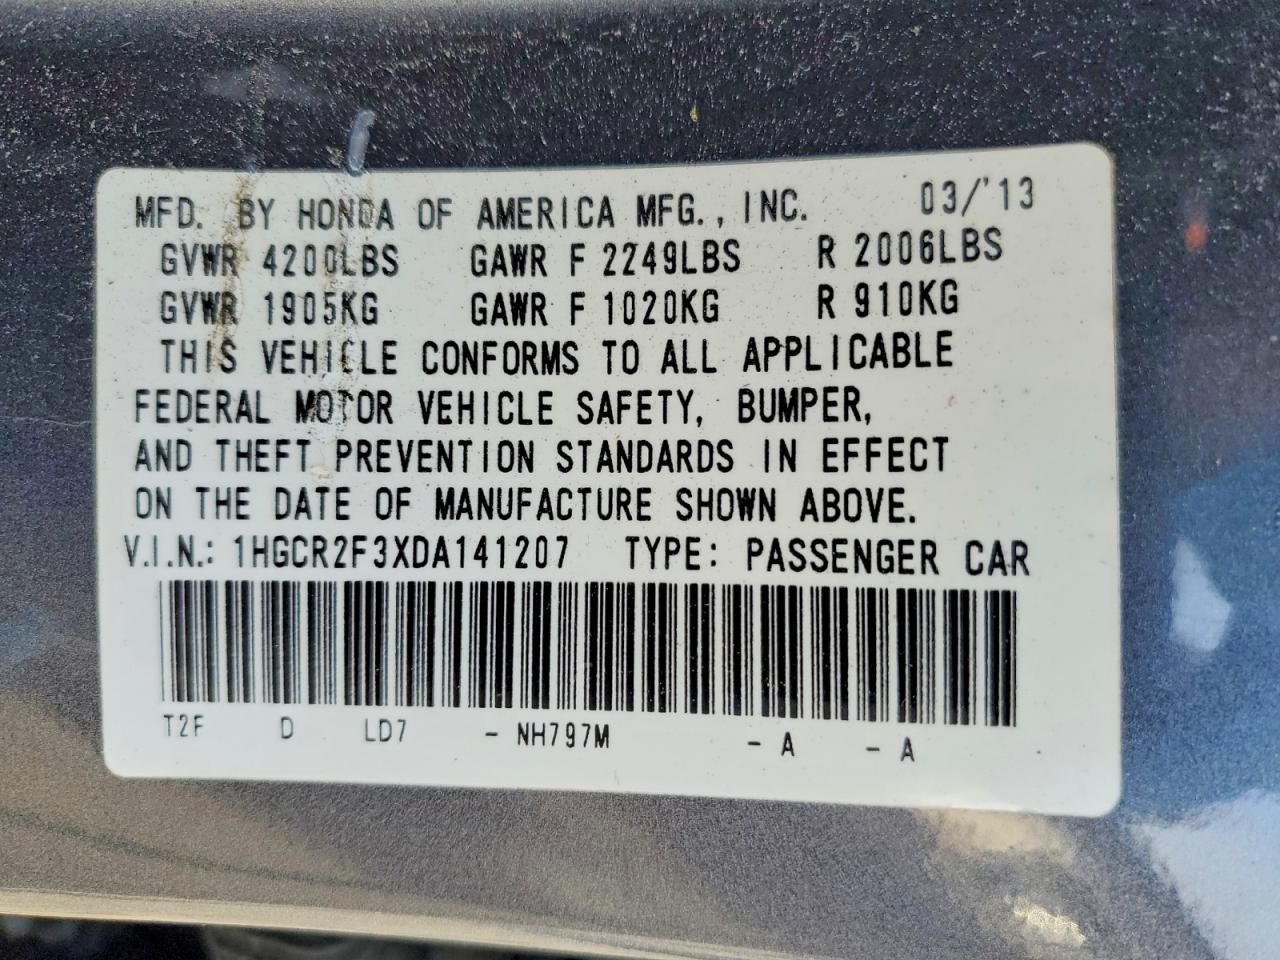 MFD. BY HONDA OF AMERICA MFG., INC. 03/'13
GVWR 4200LBS GAWR F 2249LBS R 2006LBS
GVWR 1905KG GAWR F 1020KG R 910KG
THIS VEHICLE CONFORMS TO ALL APPLICABLE
FEDERAL MOTOR VEHICLE SAFETY, BUMPER,
AND THEFT PREVENTION STANDARDS IN EFFECT
ON THE DATE OF MANUFACTURE SHOWN ABOVE.
V.I.N.: 1HGCR2F3XDA141207 TYPE: PASSENGER CAR
T2F D LD7 - NH797M - A - A